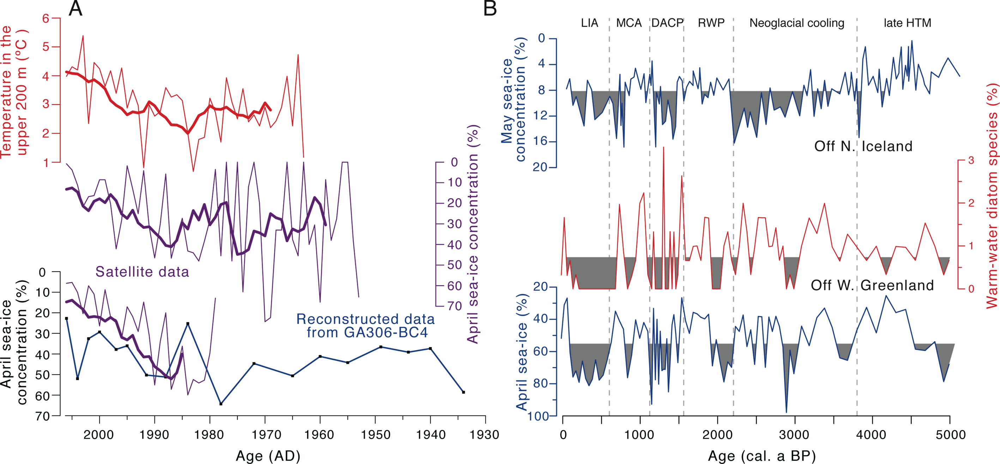 A
B
LIA
MCA
DACP
RWP
Neoglacial cooling
late HTM
Temperature in the
upper 200 m (ºC )
6
5
4
3
2
1
April sea-ice concentration (%)
0
10
20
30
40
50
60
70
Satellite data
April sea-ice
concentration (%)
0
10
20
30
40
50
60
70
Reconstructed data
from GA306-BC4
2000
1990
1980
1970
1960
1950
1940
1930
Age (AD)
May sea-ice
concentration (%)
0
4
8
12
16
20
Off N. Iceland
Warm-water diatom species (%)
3
2
1
0
Off W. Greenland
April sea-ice (%)
20
40
60
80
100
0
1000
2000
3000
4000
5000
Age (cal. a BP)